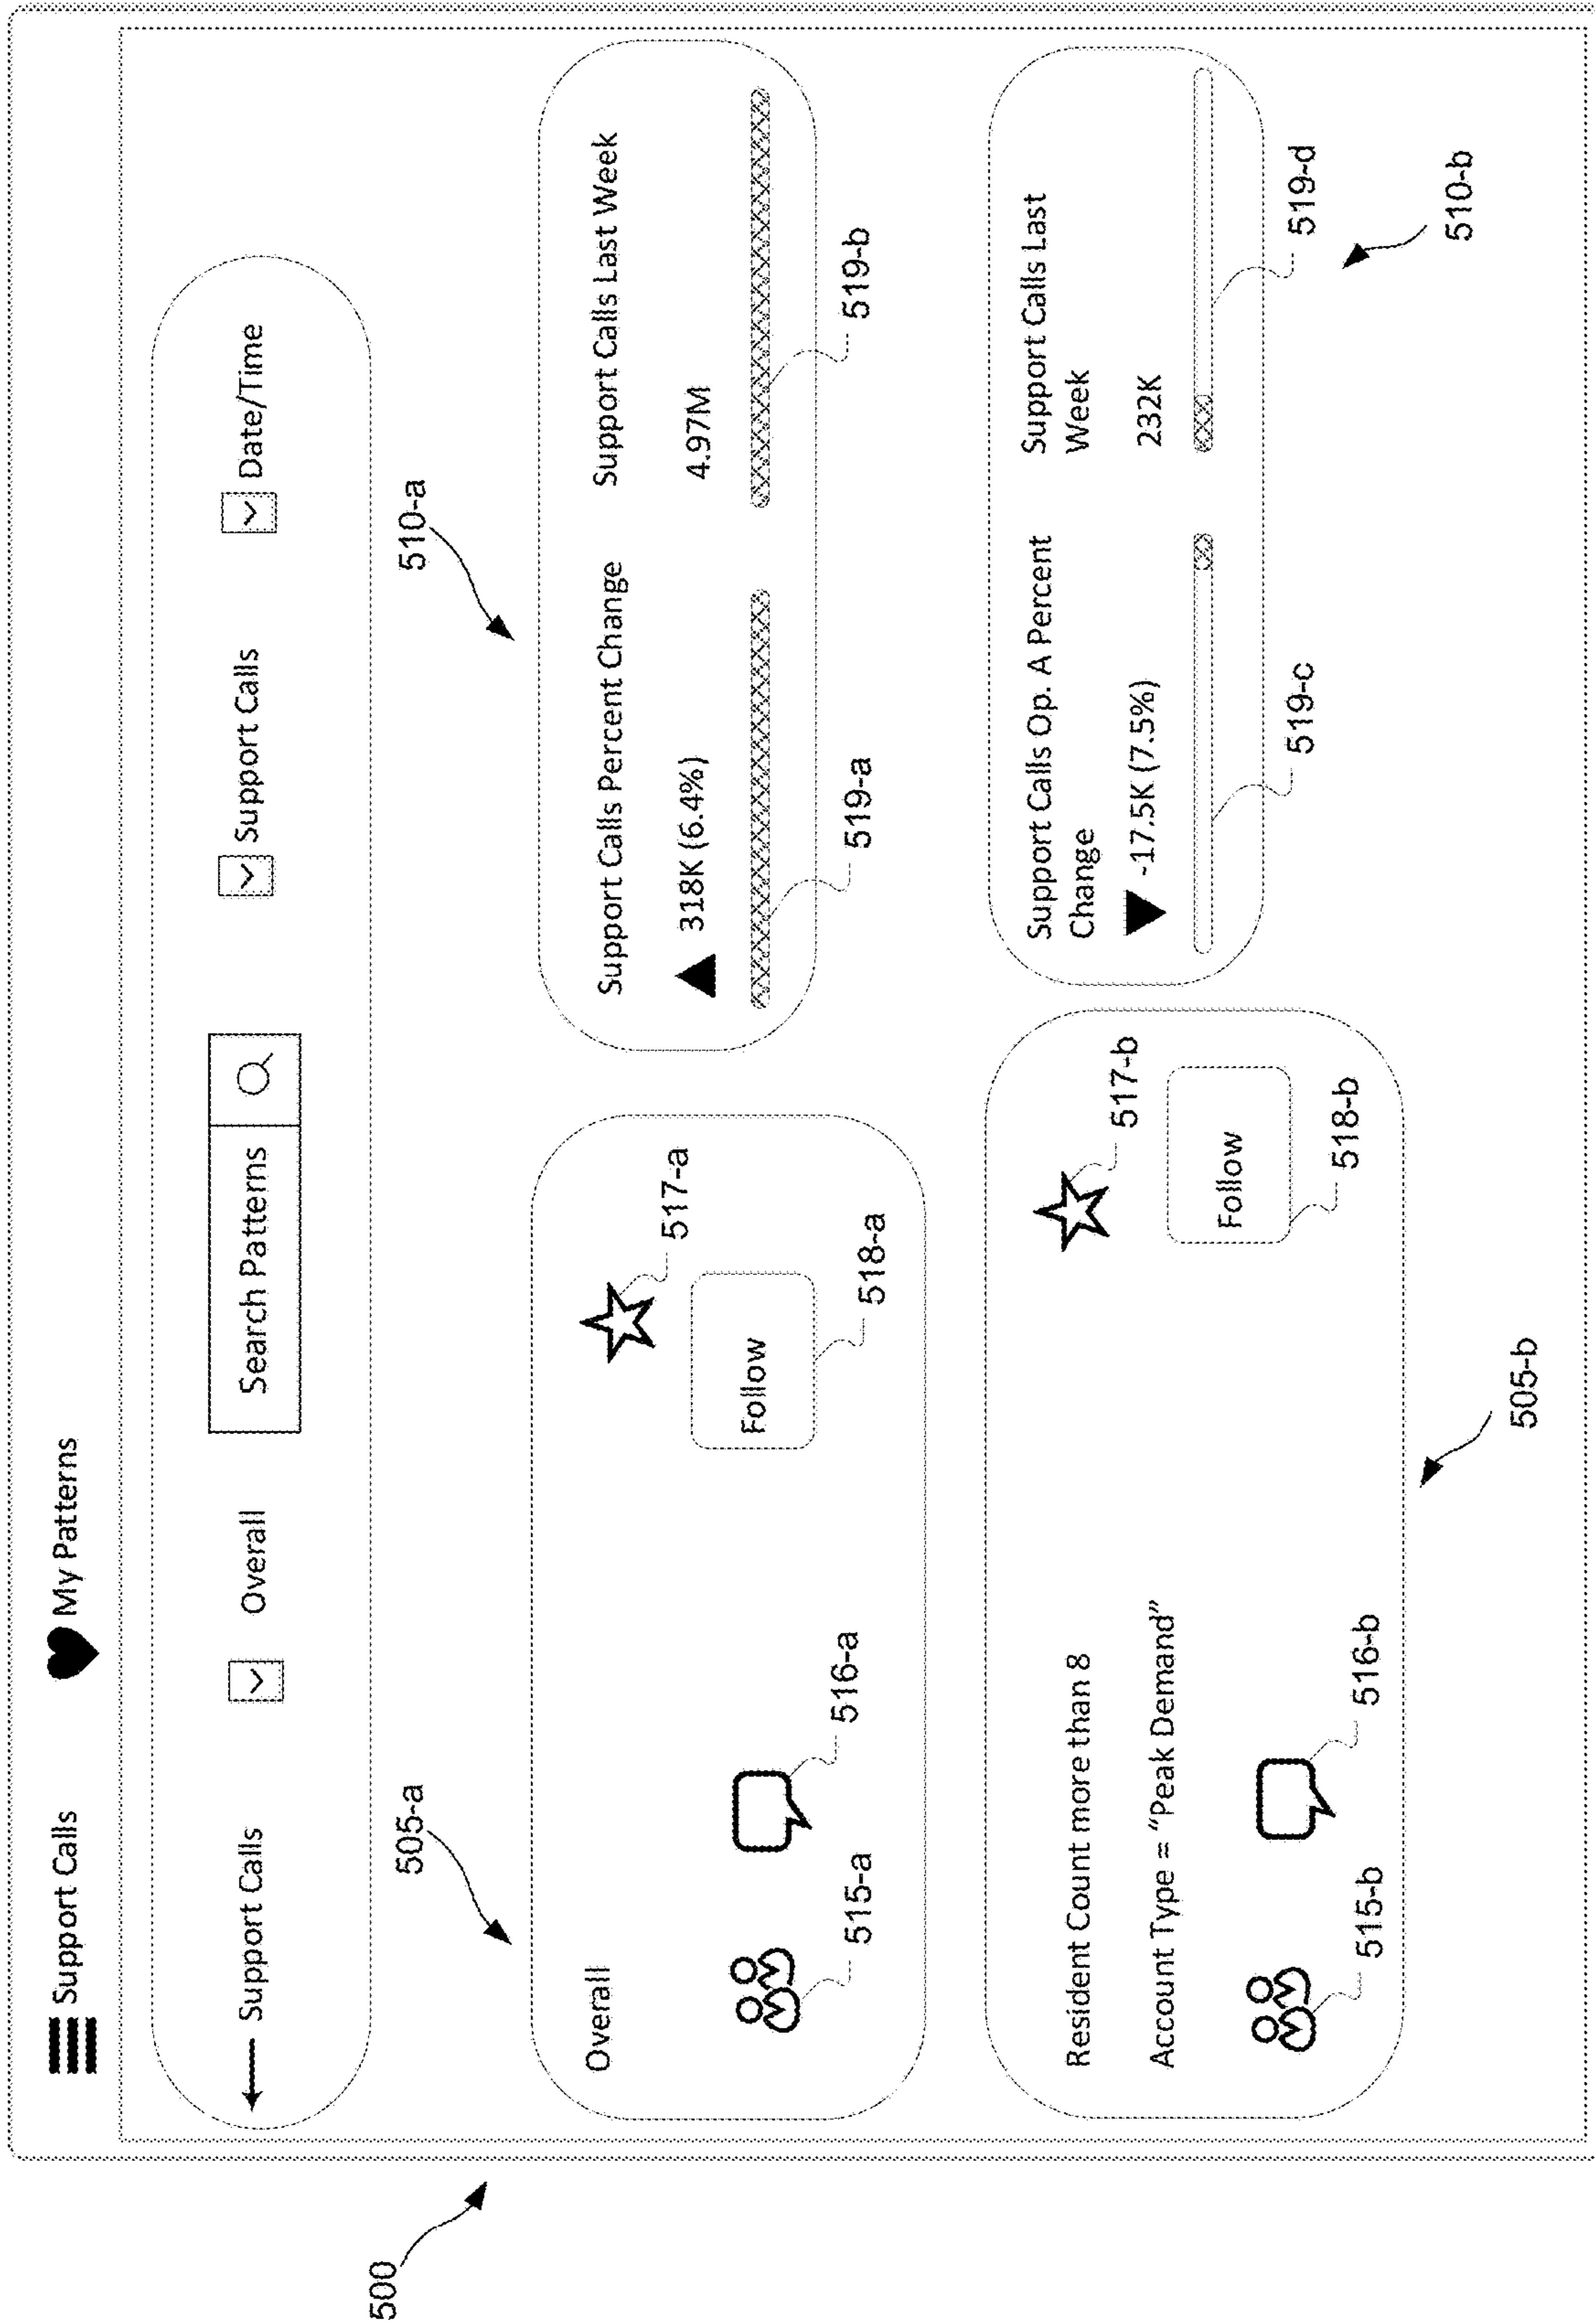 Support Calls
My Patterns
Support Calls
Overall
Search Patterns
Support Calls
Date/Time
500
505-a
510-a
Overall
515-a
516-a
517-a
Follow
518-a
Support Calls Percent Change
318K (6.4%)
519-a
Support Calls Last Week
4.97M
519-b
Resident Count more than 8
Account Type = “Peak Demand”
515-b
516-b
517-b
Follow
518-b
505-b
Support Calls Op. A Percent
Change
-17.5K (7.5%)
519-c
Support Calls Last
Week
232K
519-d
510-b